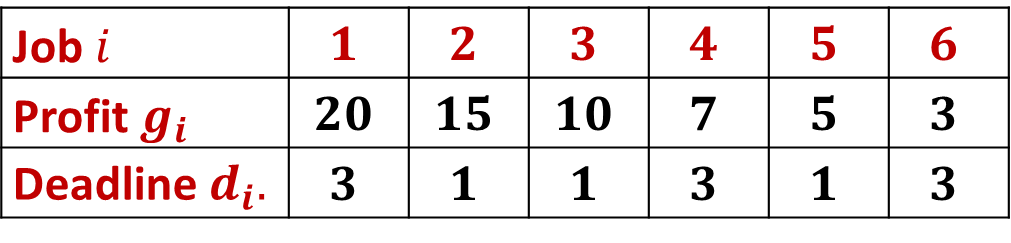 Job i 1 2 3 4 5 6
Profit gᵢ 20 15 10 7 5 3
Deadline dᵢ. 3 1 1 3 1 3